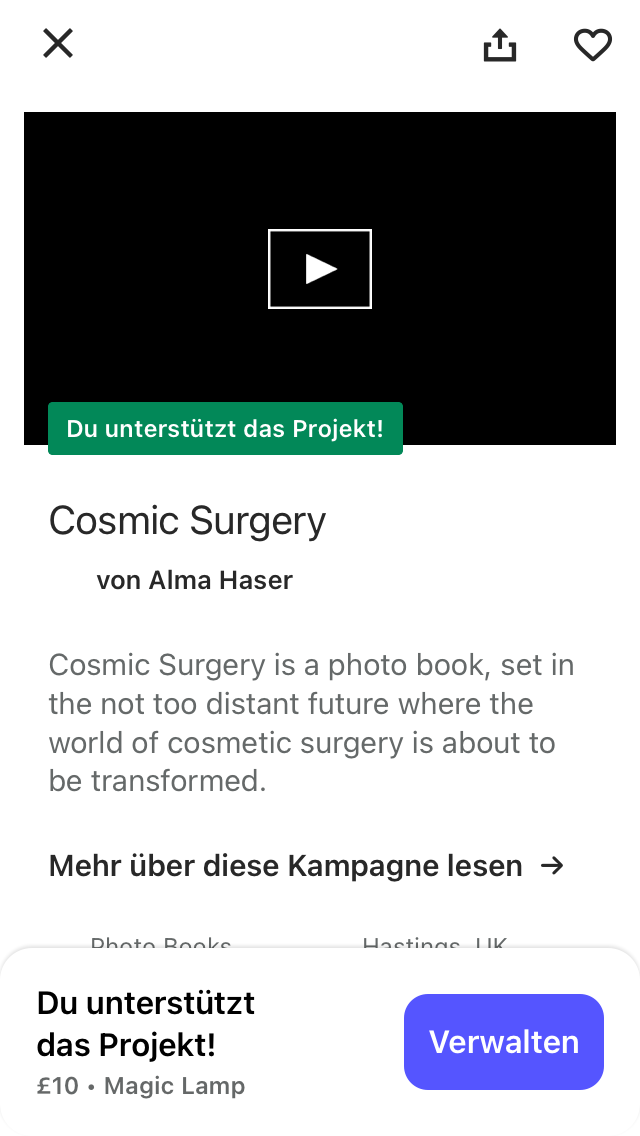 Du unterstützt das Projekt!
Cosmic Surgery
von Alma Haser
Cosmic Surgery is a photo book, set in
the not too distant future where the
world of cosmetic surgery is about to
be transformed.
Mehr über diese Kampagne lesen →
Photo Books
Hastings, UK
Du unterstützt
das Projekt!
£10 • Magic Lamp
Verwalten